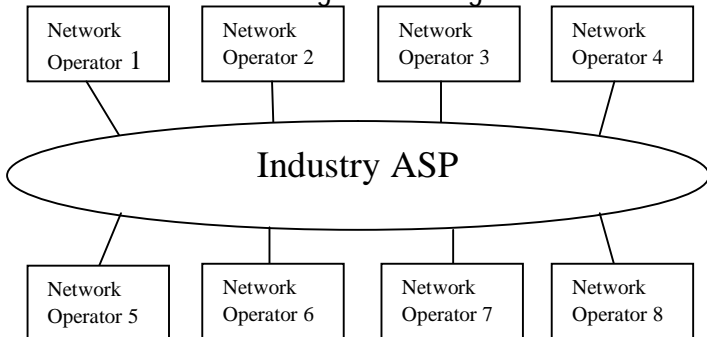 Network
Operator 1
Network
Operator 2
Network
Operator 3
Network
Operator 4
Industry ASP
Network
Operator 5
Network
Operator 6
Network
Operator 7
Network
Operator 8